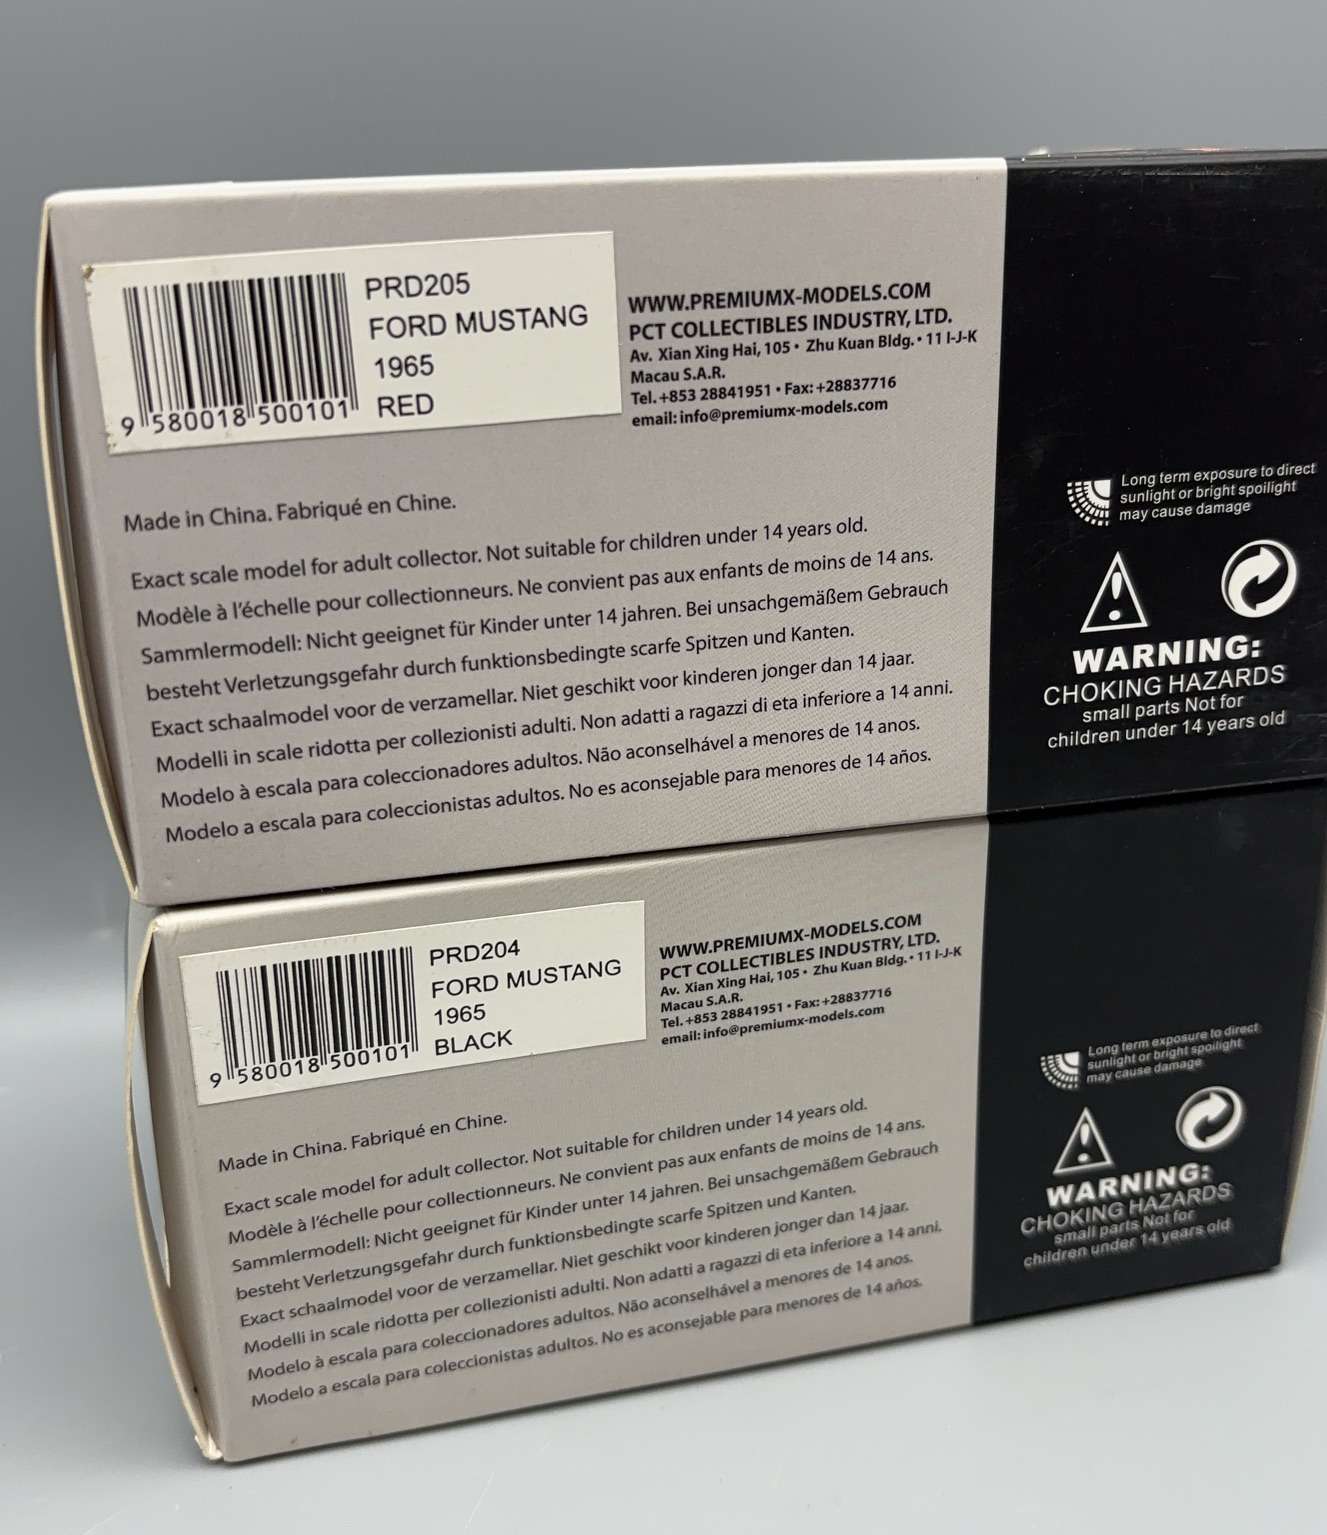 PRD205
FORD MUSTANG
1965
RED
9 580018 500101
WWW.PREMIUMX-MODELS.COM
PCT COLLECTIBLES INDUSTRY, LTD.
Av. Xian Xing Hai, 105 • Zhu Kuan Bldg. • 11 I-J-K
Macau S.A.R.
Tel. +853 28841951 • Fax: +28837716
email: info@premiumx-models.com
Made in China. Fabriqué en Chine.
Exact scale model for adult collector. Not suitable for children under 14 years old.
Modèle à l'échelle pour collectionneurs. Ne convient pas aux enfants de moins de 14 ans.
Sammlermodell: Nicht geeignet für Kinder unter 14 jahren. Bei unsachgemäßem Gebrauch
besteht Verletzungsgefahr durch funktionsbedingte scarfe Spitzen und Kanten.
Exact schaalmodel voor de verzamellar. Niet geschikt voor kinderen jonger dan 14 jaar.
Modelli in scale ridotta per collezionisti adulti. Non adatti a ragazzi di eta inferiore a 14 anni.
Modelo à escala para coleccionadores adultos. Não aconselhável a menores de 14 anos.
Modelo a escala para coleccionistas adultos. No es aconsejable para menores de 14 años.
Long term exposure to direct
sunlight or bright spoilight
may cause damage
WARNING:
CHOKING HAZARDS
small parts Not for
children under 14 years old
PRD204
FORD MUSTANG
1965
BLACK
9 580018 500101
WWW.PREMIUMX-MODELS.COM
PCT COLLECTIBLES INDUSTRY, LTD.
Av. Xian Xing Hai, 105 • Zhu Kuan Bldg. • 11 I-J-K
Macau S.A.R.
Tel. +853 28841951 • Fax: +28837716
email: info@premiumx-models.com
Made in China. Fabriqué en Chine.
Exact scale model for adult collector. Not suitable for children under 14 years old.
Modèle à l'échelle pour collectionneurs. Ne convient pas aux enfants de moins de 14 ans.
Sammlermodell: Nicht geeignet für Kinder unter 14 jahren. Bei unsachgemäßem Gebrauch
besteht Verletzungsgefahr durch funktionsbedingte scarfe Spitzen und Kanten.
Exact schaalmodel voor de verzamellar. Niet geschikt voor kinderen jonger dan 14 jaar.
Modelli in scale ridotta per collezionisti adulti. Non adatti a ragazzi di eta inferiore a 14 anni.
Modelo à escala para coleccionadores adultos. Não aconselhável a menores de 14 anos.
Modelo a escala para coleccionistas adultos. No es aconsejable para menores de 14 años.
Long term exposure to direct
sunlight or bright spoilight
may cause damage
WARNING:
CHOKING HAZARDS
small parts Not for
children under 14 years old